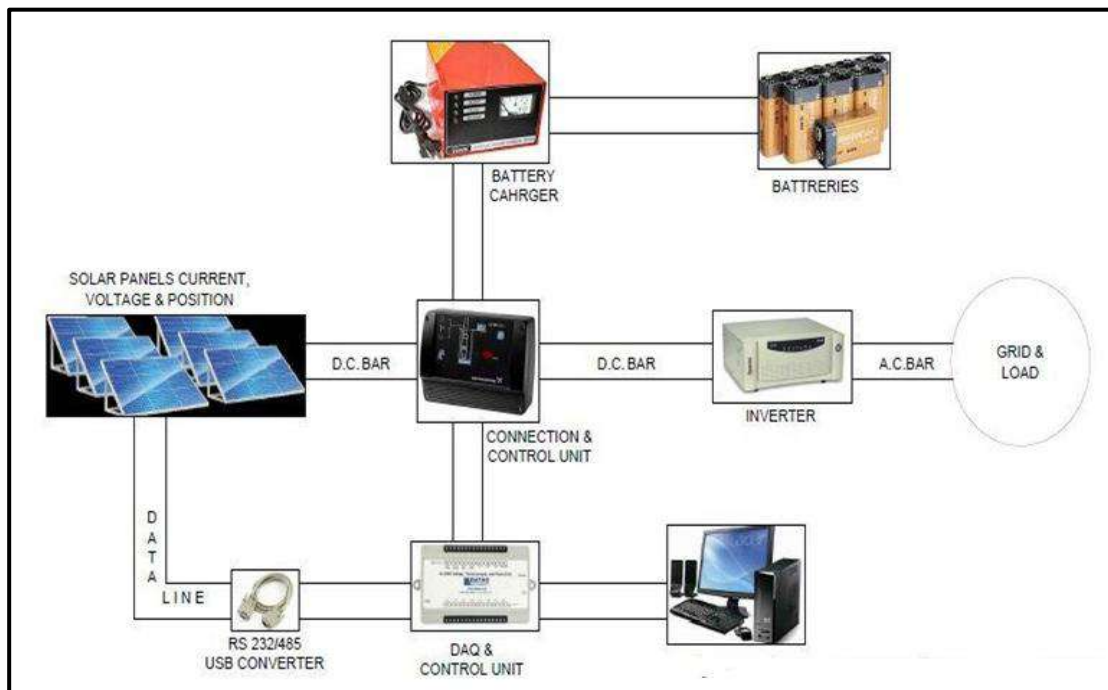 BATTERY
CAHRGER
BATTRERIES
SOLAR PANELS CURRENT,
VOLTAGE & POSITION
D.C. BAR
D.C. BAR
A.C.BAR
GRID &
LOAD
INVERTER
CONNECTION &
CONTROL UNIT
DATA
LINE
RS 232/485
USB CONVERTER
DAQ &
CONTROL UNIT